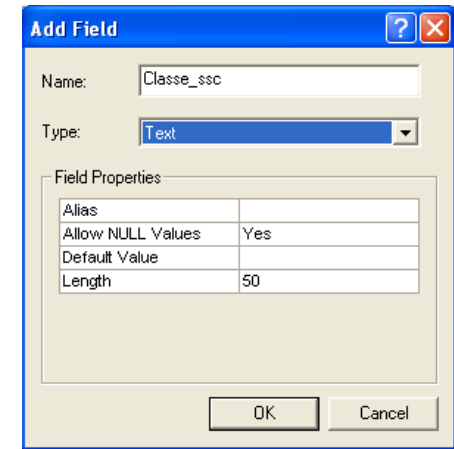 Add Field
Name: Classe_ssc
Type: Text
Field Properties
Alias
Allow NULL Values Yes
Default Value
Length 50
OK Cancel